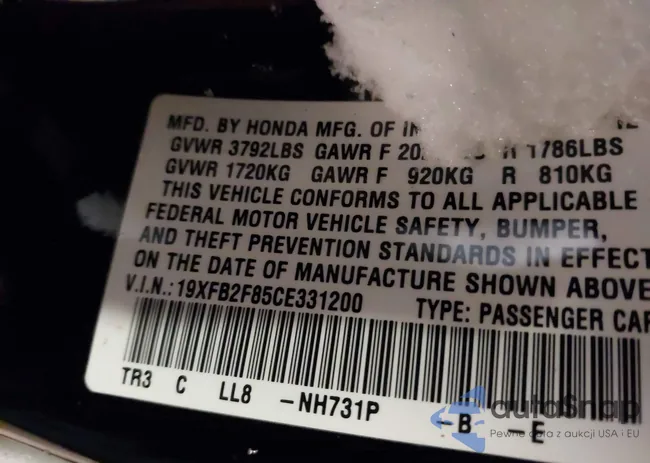 MFD. BY HONDA MFG. OF
GVWR 3792LBS GAWR F R 1786LBS
GVWR 1720KG GAWR F 920KG R 810KG
THIS VEHICLE CONFORMS TO ALL APPLICABLE
FEDERAL MOTOR VEHICLE SAFETY, BUMPER,
AND THEFT PREVENTION STANDARDS IN EFFECT
ON THE DATE OF MANUFACTURE SHOWN ABOVE
V.I.N.:19XFB2F85CE331200 TYPE: PASSENGER CAR
TR3 C LL8 -NH731P -B -E
autoSnap
Pewne data z aukcji USA i EU